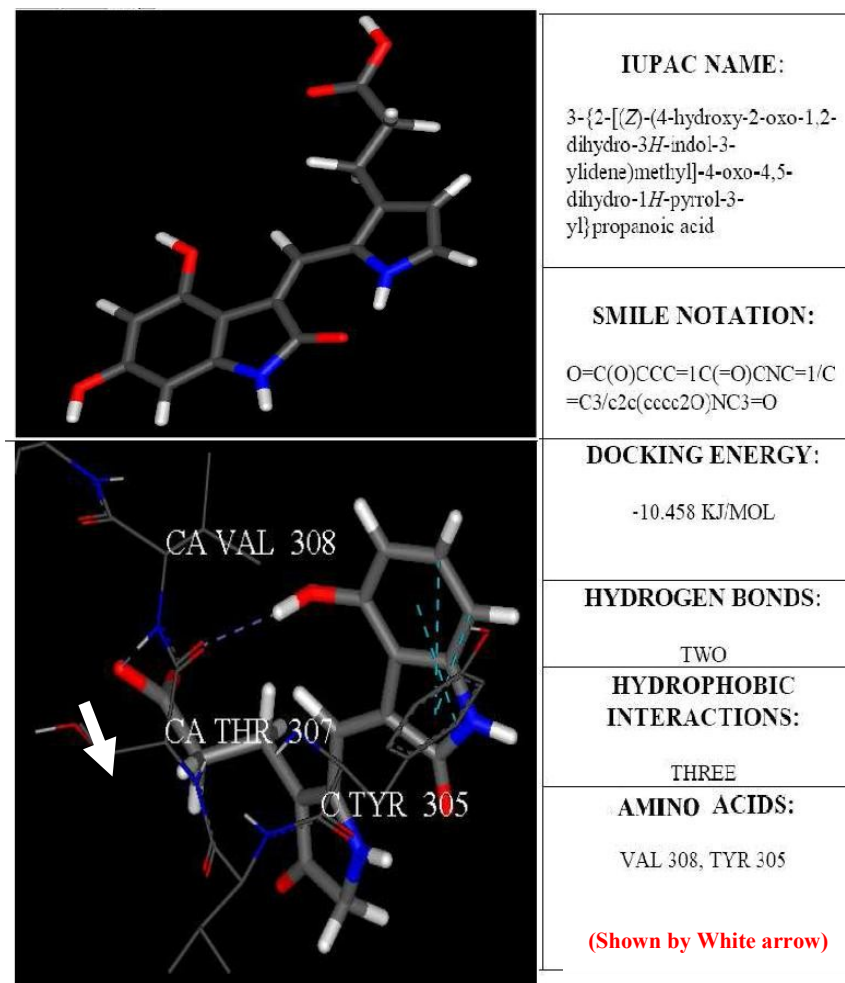 IUPAC NAME:
3-{2-[(Z)-(4-hydroxy-2-oxo-1,2-
dihydro-3H-indol-3-
ylidene)methyl]-4-oxo-4,5-
dihydro-1H-pyrrol-3-
yl}propanoic acid
SMILE NOTATION:
O=C(O)CCC=1C(=O)CNC=1/C
=C3/c2c(cccc2O)NC3=O
DOCKING ENERGY:
-10.458 KJ/MOL
HYDROGEN BONDS:
TWO
HYDROPHOBIC
INTERACTIONS:
THREE
AMINO ACIDS:
VAL 308, TYR 305
(Shown by White arrow)
CA VAL 308
CA THR 307
C TYR 305